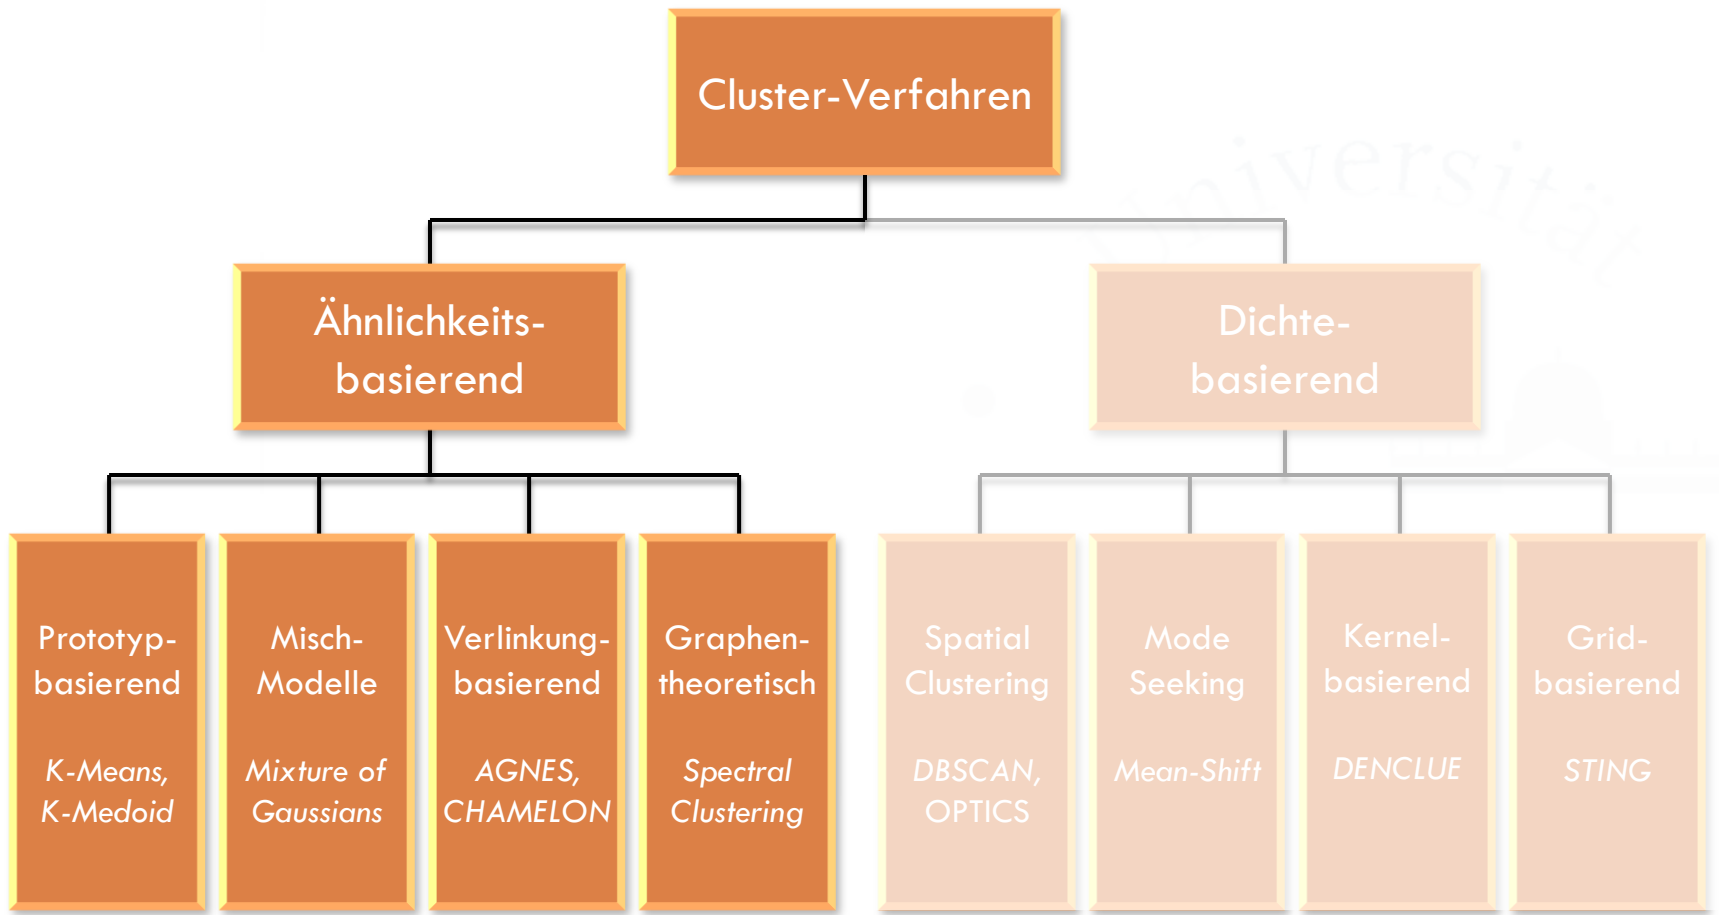 Cluster-Verfahren
Universität
Ähnlichkeits-
basierend
Dichte-
basierend
Prototyp-
basierend
K-Means,
K-Medoid
Misch-
Modelle
Mixture of
Gaussians
Verlinkung-
basierend
AGNES,
CHAMELON
Graphen-
theoretisch
Spectral
Clustering
Spatial
Clustering
DBSCAN,
OPTICS
Mode
Seeking
Mean-Shift
Kernel-
basierend
DENCLUE
Grid-
basierend
STING